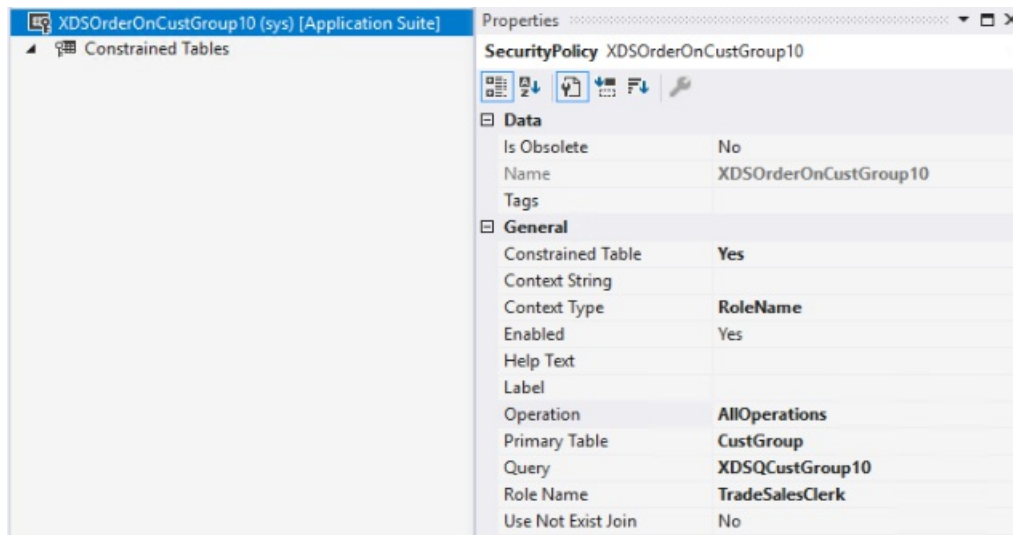 XDSOrderOnCustGroup10 (sys) [Application Suite]
Constrained Tables
Properties
SecurityPolicy XDSOrderOnCustGroup10
Data
Is Obsolete No
Name XDSOrderOnCustGroup10
Tags
General
Constrained Table Yes
Context String
Context Type RoleName
Enabled Yes
Help Text
Label
Operation AllOperations
Primary Table CustGroup
Query XDSQCustGroup10
Role Name TradeSalesClerk
Use Not Exist Join No